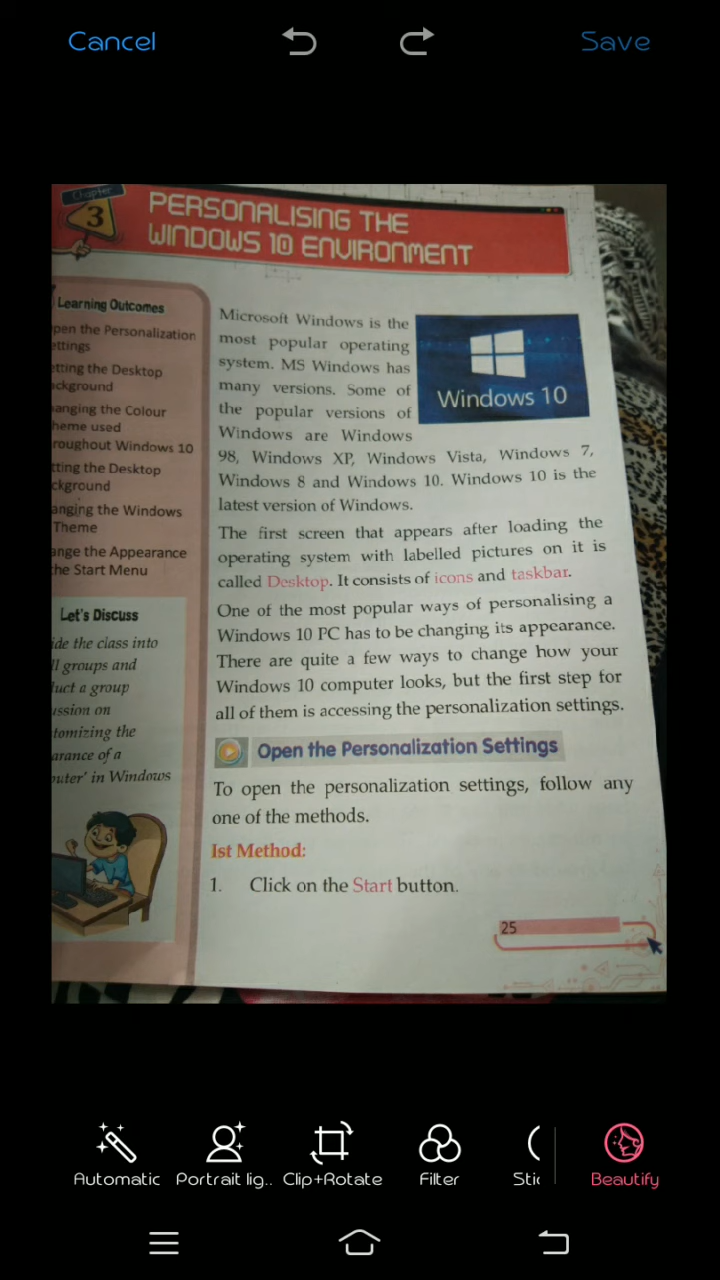 Cancel
Save
Chapter
3
PERSONALISING THE
WINDOWS 10 ENVIRONMENT
Learning Outcomes
pen the Personalization
ettings
etting the Desktop
ckground
anging the Colour
heme used
roughout Windows 10
tting the Desktop
ckground
anging the Windows
Theme
ange the Appearance
the Start Menu
Let's Discuss
ide the class into
ll groups and
duct a group
ussion on
tomizing the
arance of a
puter' in Windows
Microsoft Windows is the
most popular operating
system. MS Windows has
many versions. Some of
the popular versions of
Windows are Windows
98, Windows XP, Windows Vista, Windows 7,
Windows 8 and Windows 10. Windows 10 is the
latest version of Windows.
Windows 10
The first screen that appears after loading the
operating system with labelled pictures on it is
called Desktop. It consists of icons and taskbar.
One of the most popular ways of personalising a
Windows 10 PC has to be changing its appearance.
There are quite a few ways to change how your
Windows 10 computer looks, but the first step for
all of them is accessing the personalization settings.
Open the Personalization Settings
To open the personalization settings, follow any
one of the methods.
Ist Method:
1. Click on the Start button.
25
Automatic
Portrait lig..
Clip+Rotate
Filter
Stic
Beautify